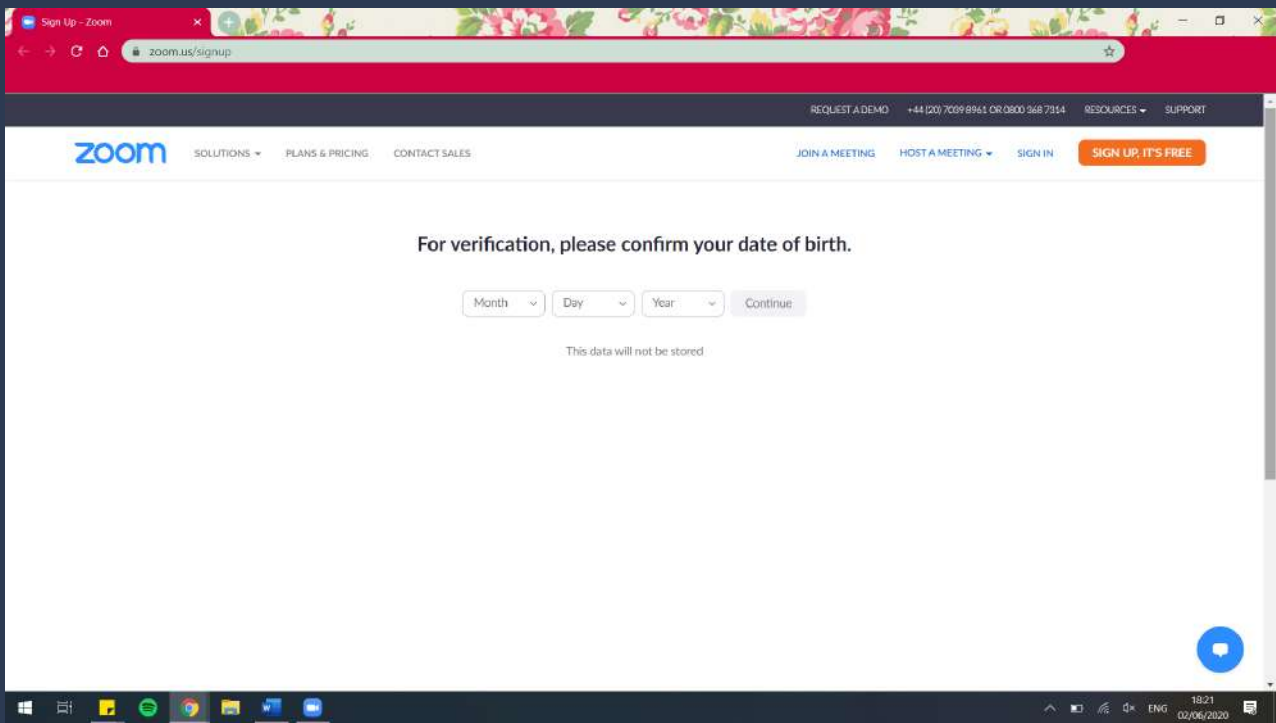 Sign Up - Zoom
zoom.us/signup
REQUEST A DEMO +44 (20) 7039 8961 OR 0800 368 7314 RESOURCES SUPPORT
zoom SOLUTIONS PLANS & PRICING CONTACT SALES JOIN A MEETING HOST A MEETING SIGN IN SIGN UP, IT'S FREE
For verification, please confirm your date of birth.
Month Day Year Continue
This data will not be stored
ENG 18:21
02/06/2020